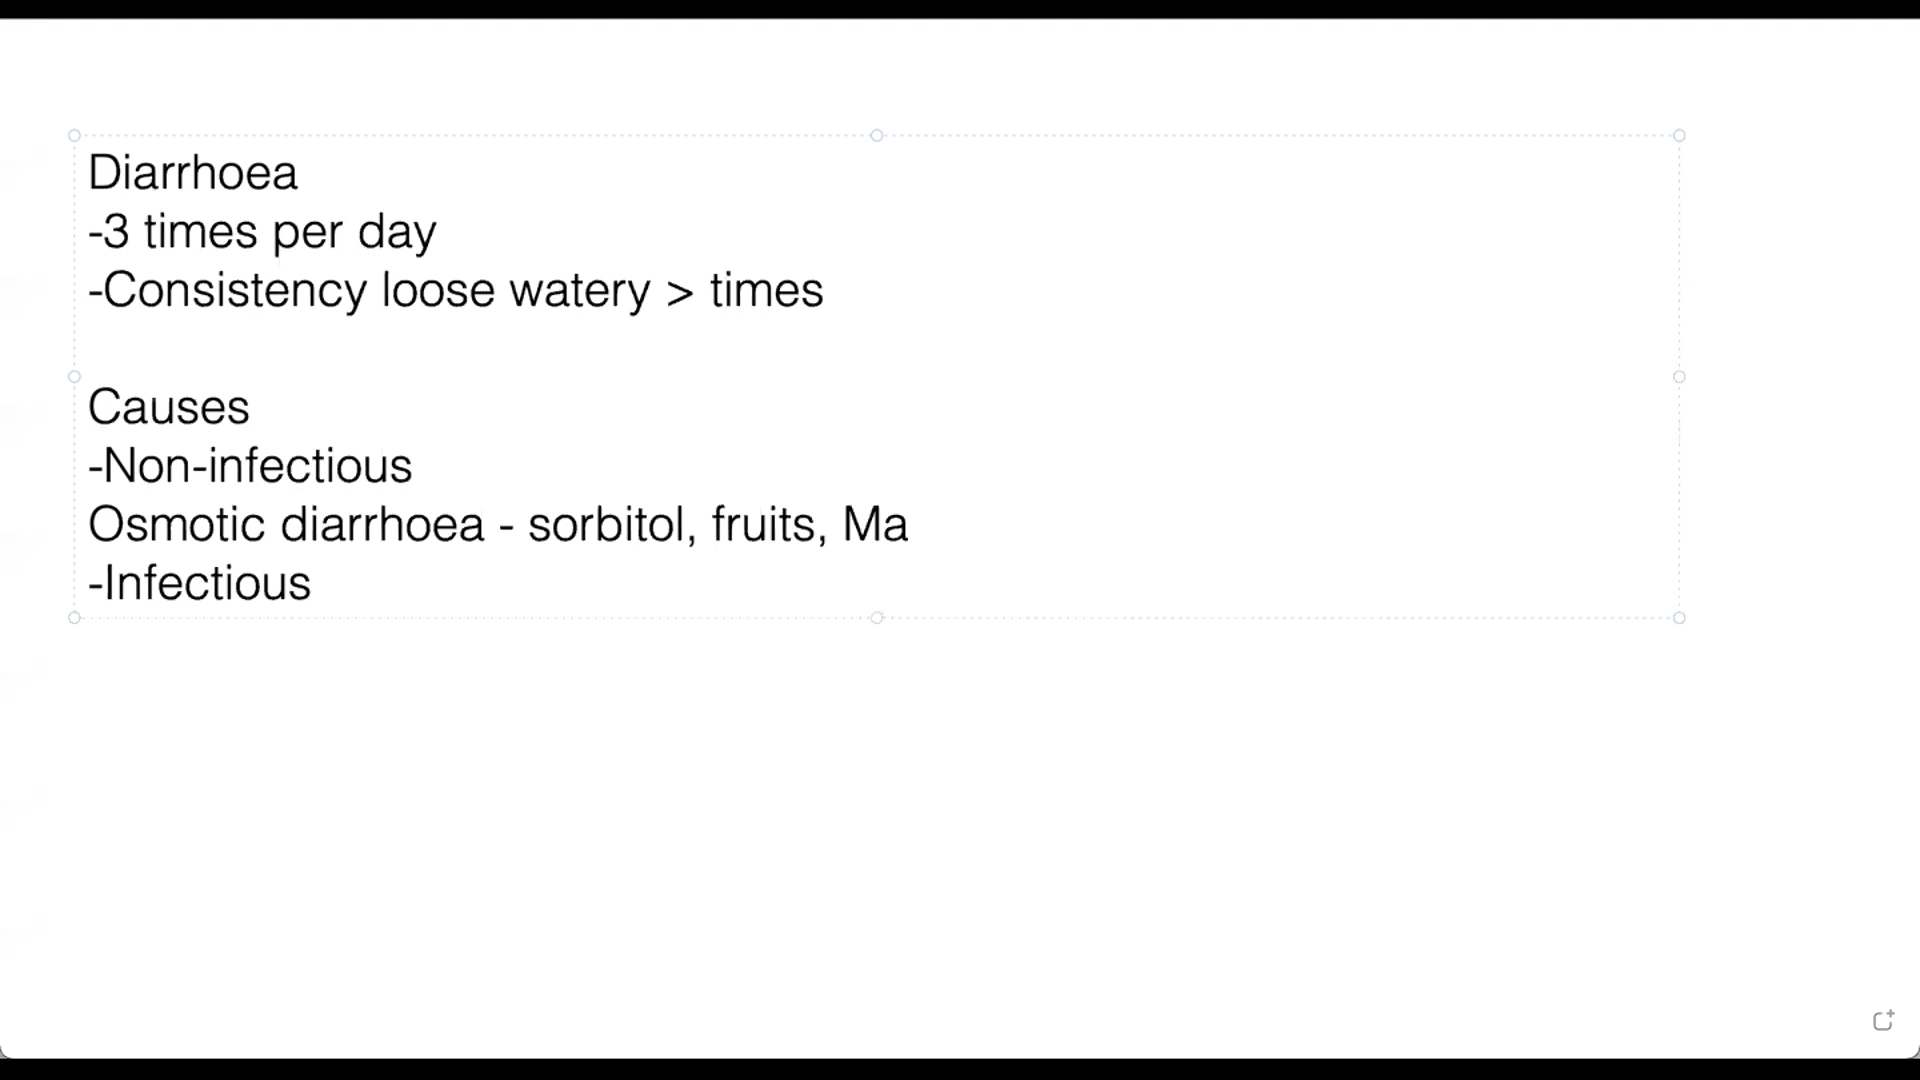 Diarrhoea
-3 times per day
-Consistency loose watery > times
Causes
-Non-infectious
Osmotic diarrhoea - sorbitol, fruits, Ma
-Infectious